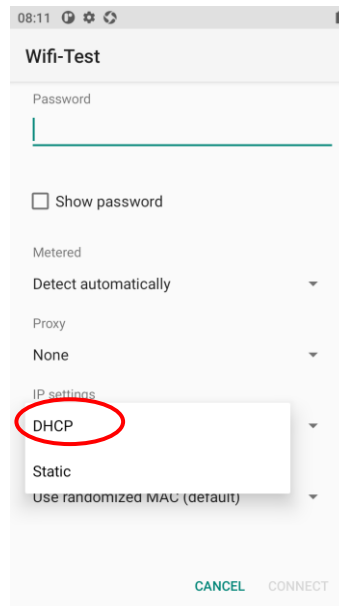 08:11
Wifi-Test
Password
Show password
Metered
Detect automatically
Proxy
None
IP settings
DHCP
Static
Use randomized MAC (default)
CANCEL CONNECT